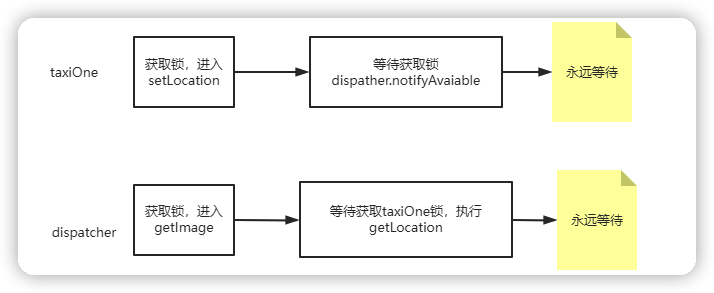 taxiOne
获取锁，进入
setLocation
等待获取锁
dispather.notifyAvaiable
永远等待
dispatcher
获取锁，进入
getImage
等待获取taxiOne锁，执行
getLocation
永远等待